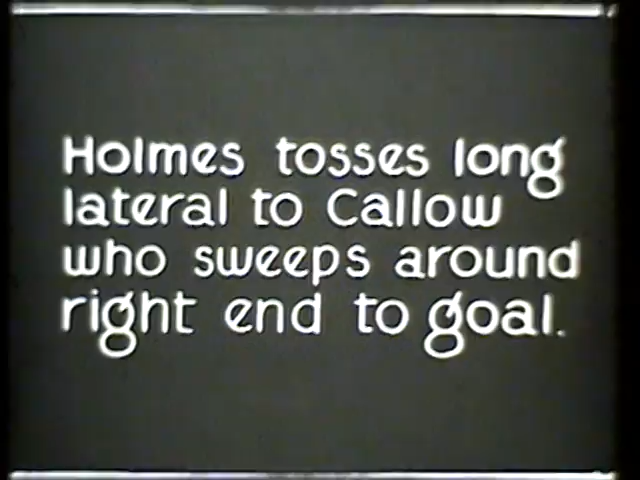 Holmes tosses long
lateral to Callow
who sweeps around
right end to goal.